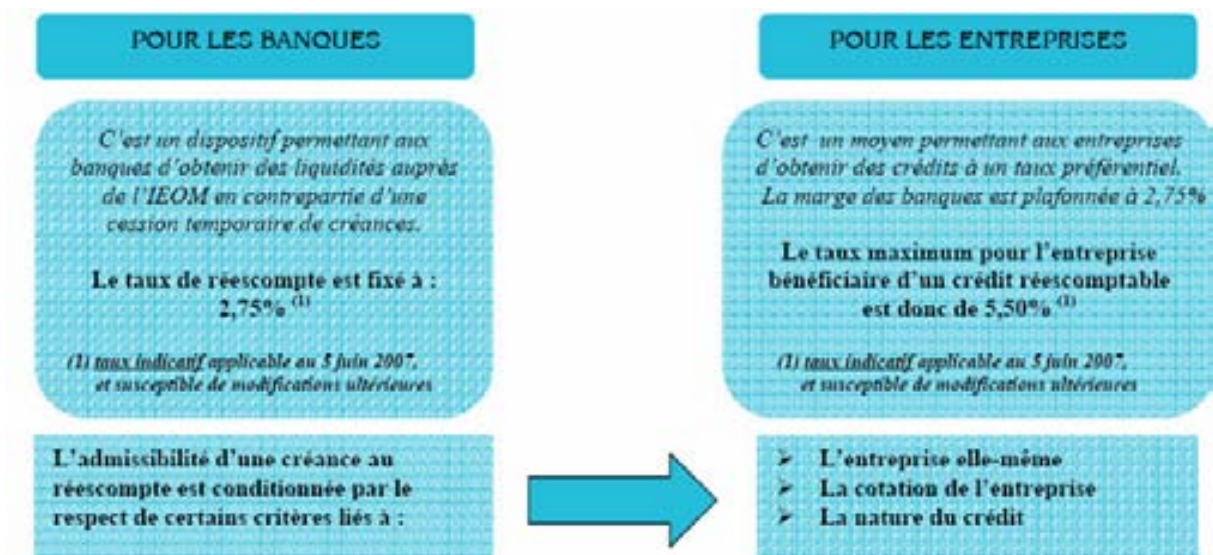 POUR LES BANQUES
C'est un dispositif permettant aux
banques d'obtenir des liquidités auprès
de l'IEOM en contrepartie d'une
cession temporaire de créances.
Le taux de réescompte est fixé à :
2,75% (1)
(1) taux indicatif applicable au 5 juin 2007,
et susceptible de modifications ultérieures
L'admissibilité d'une créance au
réescompte est conditionnée par le
respect de certains critères liés à :
POUR LES ENTREPRISES
C'est un moyen permettant aux entreprises
d'obtenir des crédits à un taux préférentiel.
La marge des banques est plafonnée à 2,75%
Le taux maximum pour l'entreprise
bénéficiaire d'un crédit réescomptable
est donc de 5,50% (1)
(1) taux indicatif applicable au 5 juin 2007,
et susceptible de modifications ultérieures
➢ L'entreprise elle-même
➢ La cotation de l'entreprise
➢ La nature du crédit